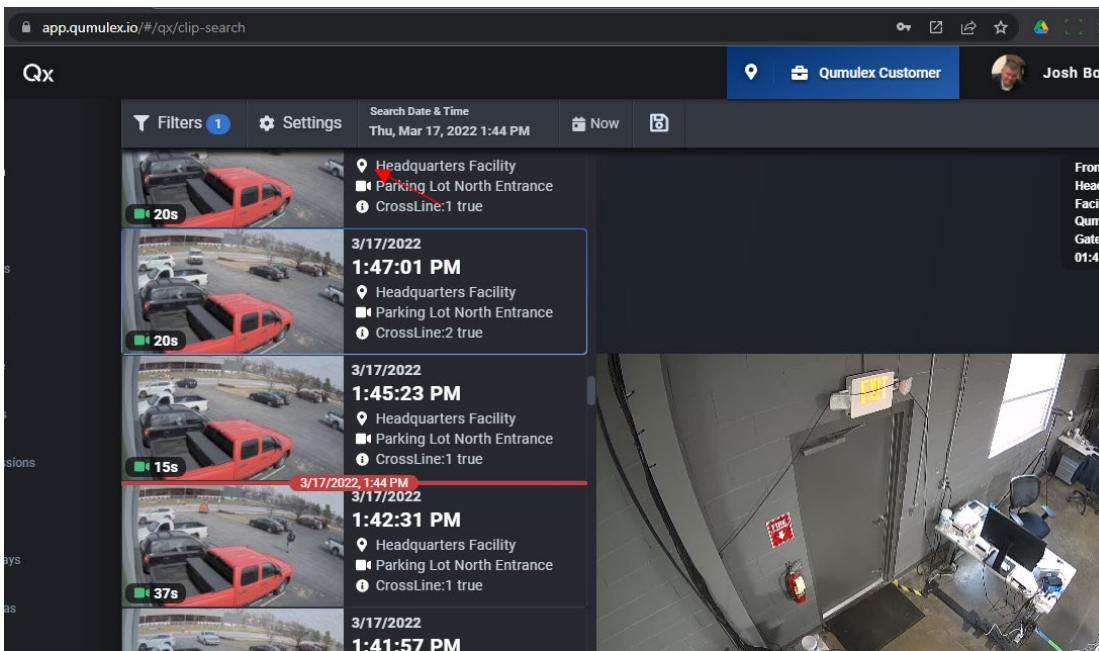 app.qumulex.io/#/qx/clip-search
Qx
Qumulex Customer
Josh Bo
Filters 1
Settings
Search Date & Time
Thu, Mar 17, 2022 1:44 PM
Now
Headquarters Facility
Parking Lot North Entrance
CrossLine:1 true
20s
3/17/2022
1:47:01 PM
Headquarters Facility
Parking Lot North Entrance
CrossLine:2 true
20s
3/17/2022
1:45:23 PM
Headquarters Facility
Parking Lot North Entrance
CrossLine:1 true
15s
3/17/2022, 1:44 PM
3/17/2022
1:42:31 PM
Headquarters Facility
Parking Lot North Entrance
CrossLine:1 true
37s
3/17/2022
1:41:57 PM
s
ssions
ays
as
Fron
Head
Faci
Qum
Gate
01:4
EXIT
FIRE